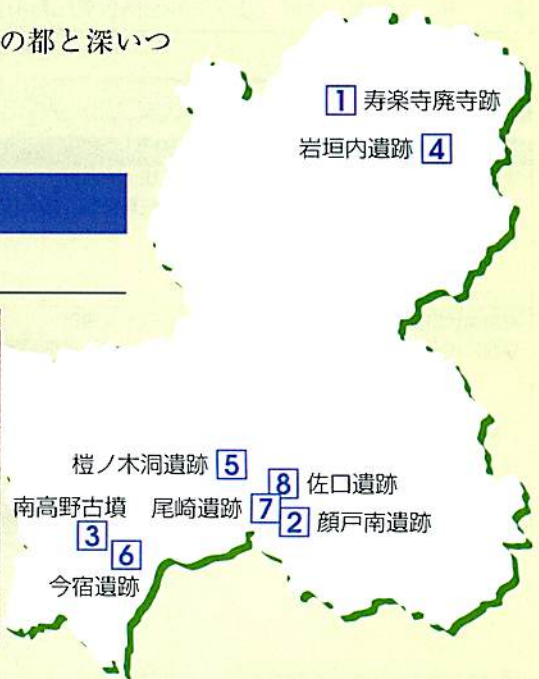 の都と深いつ
1 寿楽寺廃寺跡
岩垣内遺跡 4
櫨ノ木洞遺跡 5
8 佐口遺跡
南高野古墳
尾崎遺跡 7
2 顔戸南遺跡
3
6
今宿遺跡